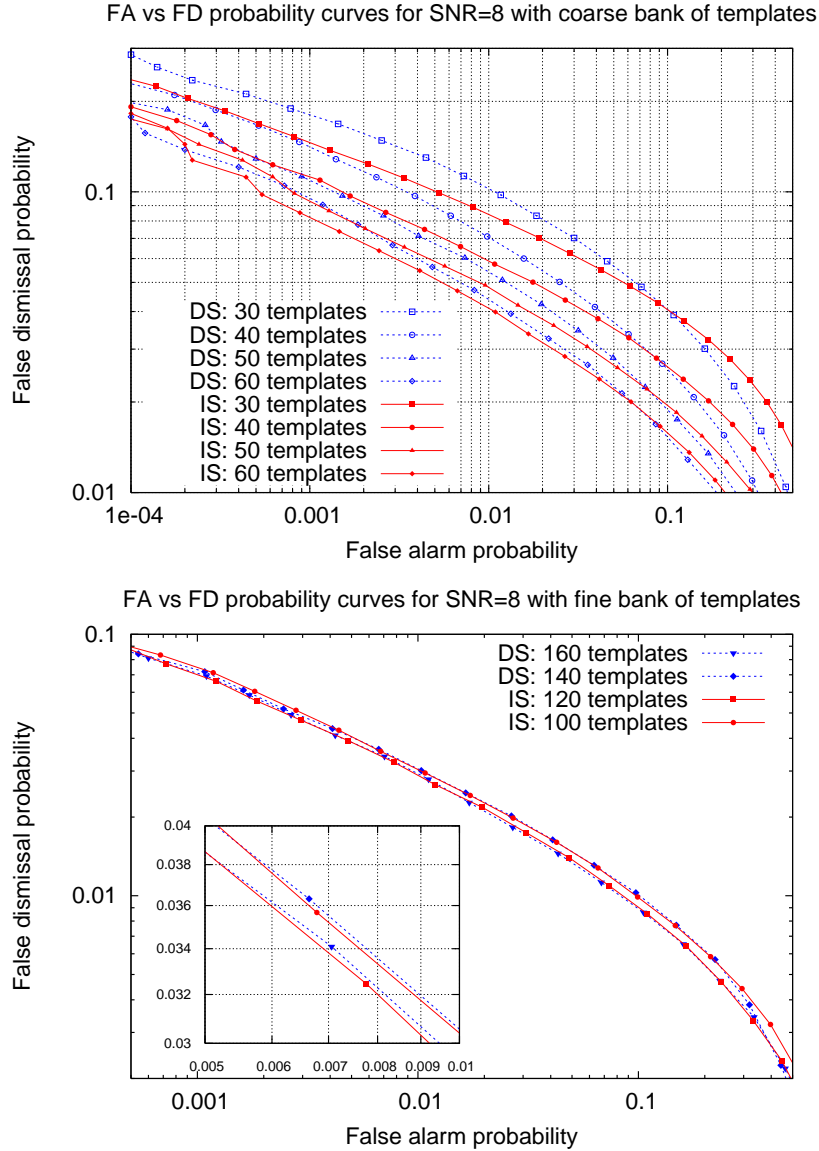 FA vs FD probability curves for SNR=8 with coarse bank of templates
False dismissal probability
0.1
0.01
DS: 30 templates
DS: 40 templates
DS: 50 templates
DS: 60 templates
IS: 30 templates
IS: 40 templates
IS: 50 templates
IS: 60 templates
1e-04 0.001 0.01 0.1
False alarm probability
FA vs FD probability curves for SNR=8 with fine bank of templates
False dismissal probability
0.1
0.01
DS: 160 templates
DS: 140 templates
IS: 120 templates
IS: 100 templates
0.04
0.038
0.036
0.034
0.032
0.03
0.005 0.006 0.007 0.008 0.009 0.01
0.001 0.01 0.1
False alarm probability